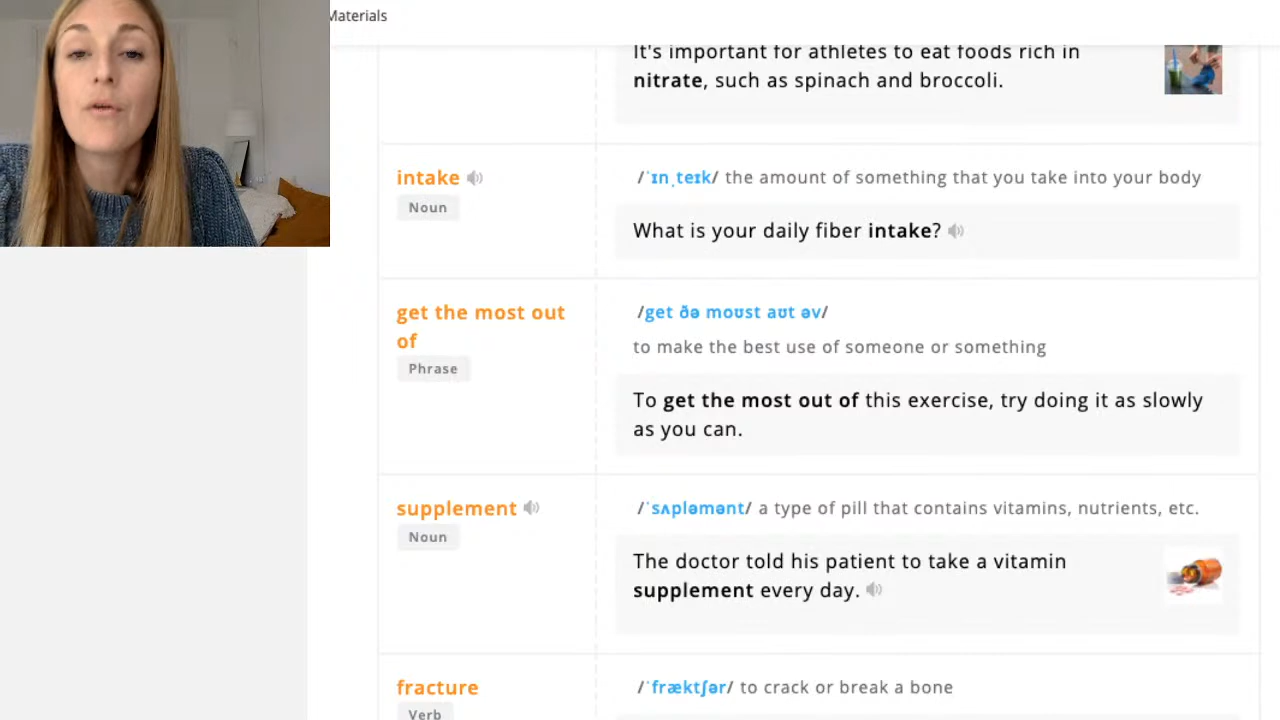 Materials
It's important for athletes to eat foods rich in
nitrate, such as spinach and broccoli.
intake
Noun
/ˈɪnˌteɪk/ the amount of something that you take into your body
What is your daily fiber intake?
get the most out
of
Phrase
/get ðə moʊst aʊt əv/
to make the best use of someone or something
To get the most out of this exercise, try doing it as slowly
as you can.
supplement
Noun
/ˈsʌpləmənt/ a type of pill that contains vitamins, nutrients, etc.
The doctor told his patient to take a vitamin
supplement every day.
fracture
Verb
/ˈfræktʃər/ to crack or break a bone